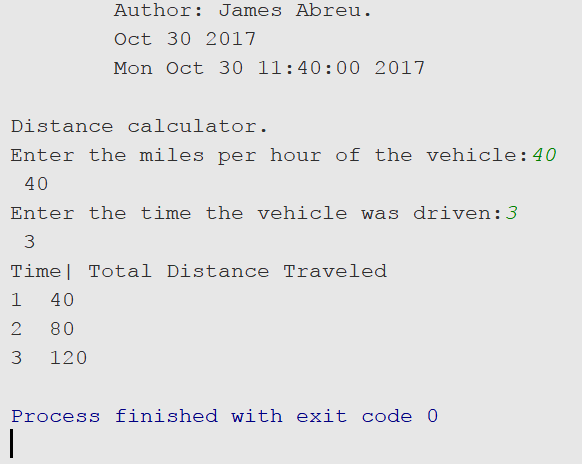 Author: James Abreu.
Oct 30 2017
Mon Oct 30 11:40:00 2017
Distance calculator.
Enter the miles per hour of the vehicle:40
40
Enter the time the vehicle was driven:3
3
Time| Total Distance Traveled
1  40
2  80
3  120
Process finished with exit code 0